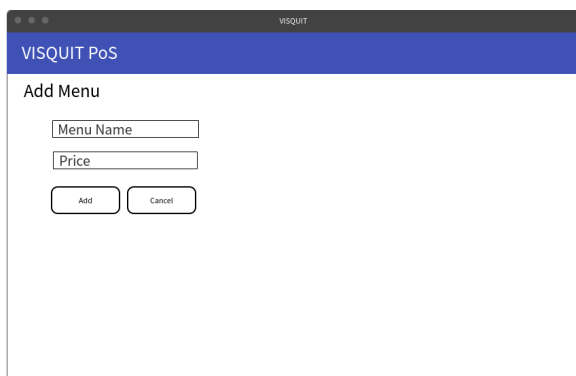 VISQUIT
VISQUIT PoS
Add Menu
Menu Name
Price
Add
Cancel